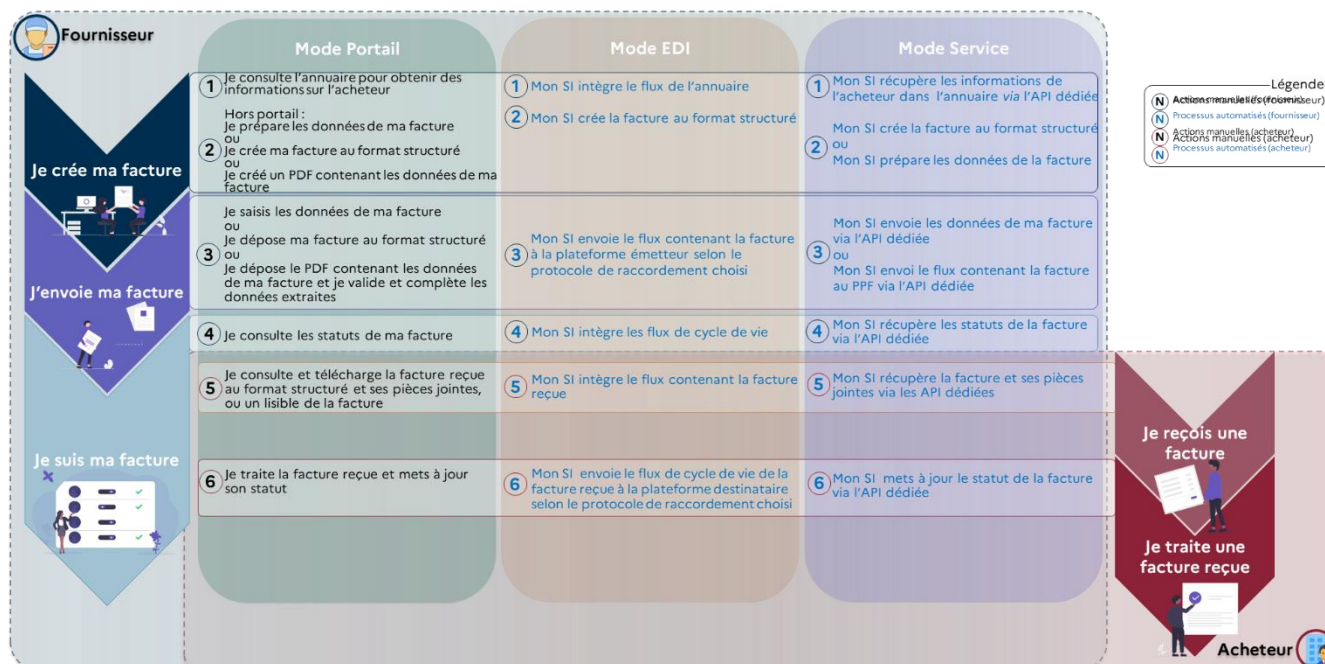 Fournisseur
Mode Portail
Mode EDI
Mode Service
Légende
N Actions manuelles (fournisseur)
N Processus automatisés (fournisseur)
N Actions manuelles (acheteur)
N Processus automatisés (acheteur)
Je crée ma facture
1 Je consulte l'annuaire pour obtenir des
informations sur l'acheteur
Hors portail :
Je prépare les données de ma facture
ou
2 Je crée ma facture au format structuré
ou
Je créé un PDF contenant les données de ma
facture
1 Mon SI intègre le flux de l'annuaire
2 Mon SI crée la facture au format structuré
1 Mon SI récupère les informations de
l'acheteur dans l'annuaire via l'API dédiée
Mon SI crée la facture au format structuré
2 ou
Mon SI prépare les données de la facture
J'envoie ma facture
Je saisis les données de ma facture
ou
Je dépose ma facture au format structuré
3 ou
Je dépose le PDF contenant les données
de ma facture et je valide et complète les
données extraites
Mon SI envoie le flux contenant la facture
3 à la plateforme émetteur selon le
protocole de raccordement choisi
Mon SI envoie les données de ma facture
via l'API dédiée
3 ou
Mon SI envoi le flux contenant la facture
au PPF via l'API dédiée
4 Je consulte les statuts de ma facture
4 Mon SI intègre les flux de cycle de vie
4 Mon SI récupère les statuts de la facture
via l'API dédiée
Je consulte et télécharge la facture reçue
5 au format structuré et ses pièces jointes,
ou un lisible de la facture
5 Mon SI intègre le flux contenant la facture
reçue
5 Mon SI récupère la facture et ses pièces
jointes via les API dédiées
Je reçois une
facture
Je suis ma facture
6 Je traite la facture reçue et mets à jour
son statut
Mon SI envoie le flux de cycle de vie de la
6 facture reçue à la plateforme destinataire
selon le protocole de raccordement choisi
6 Mon SI mets à jour le statut de la facture
via l'API dédiée
Je traite une
facture reçue
Acheteur